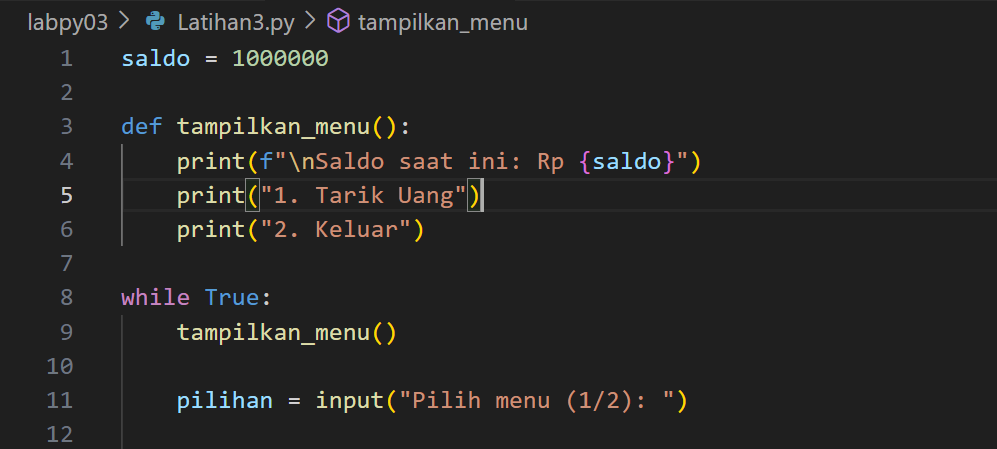 labpy03 > Latihan3.py > tampilkan_menu
1 saldo = 1000000
2
3 def tampilkan_menu():
4     print(f"\nSaldo saat ini: Rp {saldo}")
5     print("1. Tarik Uang")
6     print("2. Keluar")
7
8 while True:
9     tampilkan_menu()
10
11     pilihan = input("Pilih menu (1/2): ")
12